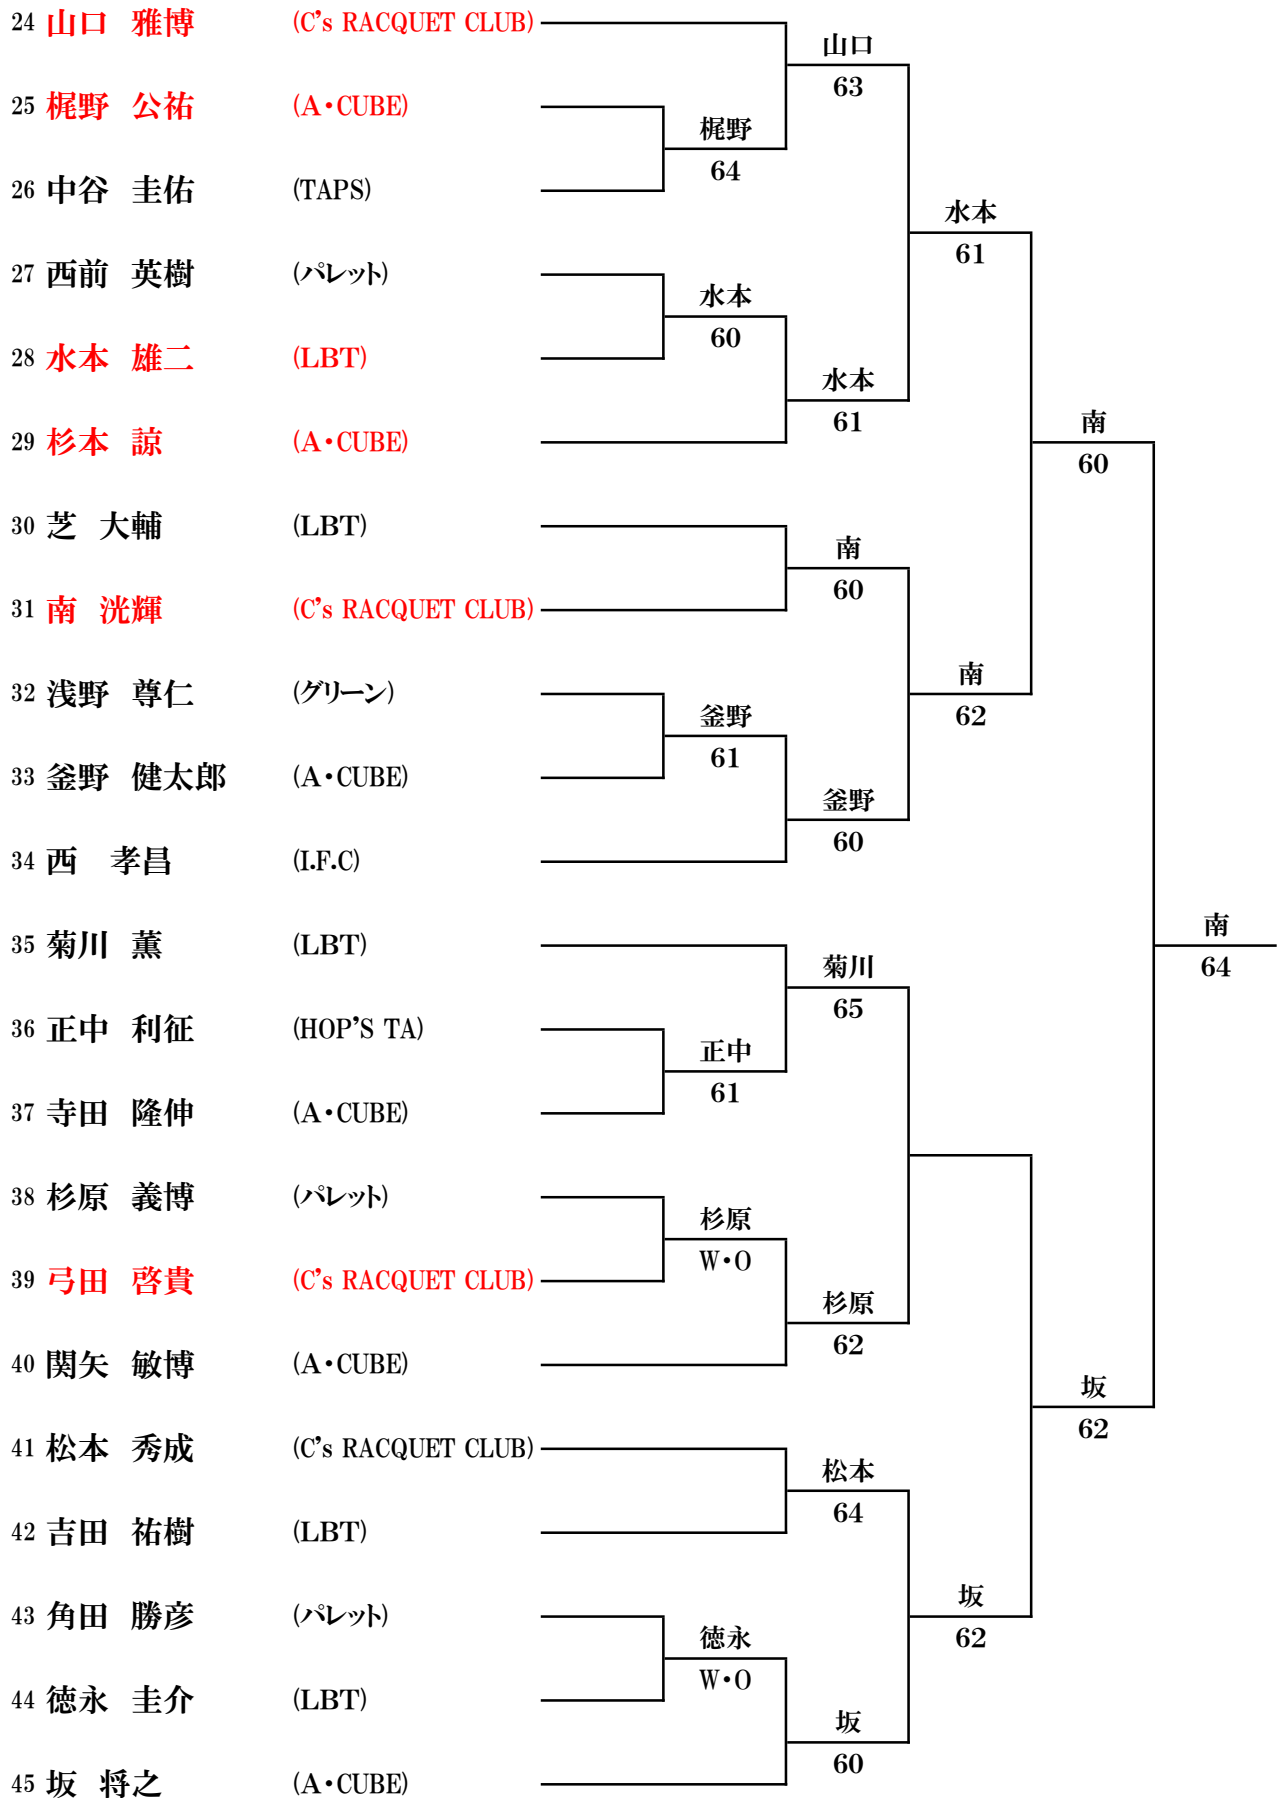 24 山口 雅博 (C's RACQUET CLUB)
山口
63
25 梶野 公祐 (A・CUBE)
梶野
64
26 中谷 圭佑 (TAPS)
水本
61
27 西前 英樹 (パレット)
水本
60
28 水本 雄二 (LBT)
水本
61
29 杉本 諒 (A・CUBE)
南
60
30 芝 大輔 (LBT)
南
60
31 南 洸輝 (C's RACQUET CLUB)
南
62
32 浅野 尊仁 (グリーン)
釜野
61
33 釜野 健太郎 (A・CUBE)
釜野
60
34 西 孝昌 (I.F.C)
南
64
35 菊川 薫 (LBT)
菊川
65
36 正中 利征 (HOP'S TA)
正中
61
37 寺田 隆伸 (A・CUBE)
38 杉原 義博 (パレット)
杉原
W・O
39 弓田 啓貴 (C's RACQUET CLUB)
杉原
62
40 関矢 敏博 (A・CUBE)
坂
62
41 松本 秀成 (C's RACQUET CLUB)
松本
64
42 吉田 祐樹 (LBT)
坂
62
43 角田 勝彦 (パレット)
徳永
W・O
44 徳永 圭介 (LBT)
坂
60
45 坂 将之 (A・CUBE)